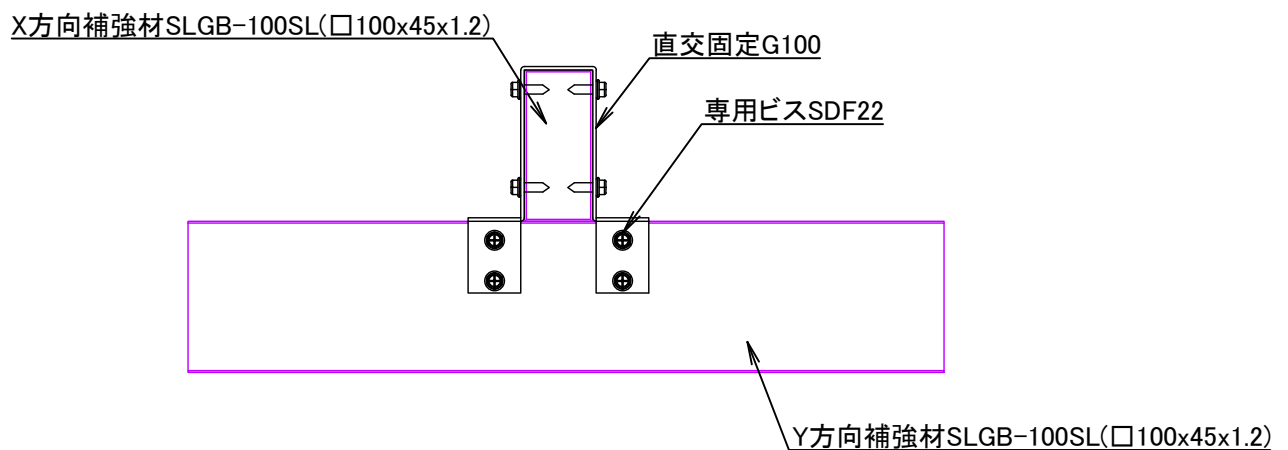 X方向補強材SLGB-100SL(□100x45x1.2)
直交固定G100
専用ビスSDF22
Y方向補強材SLGB-100SL(□100x45x1.2)